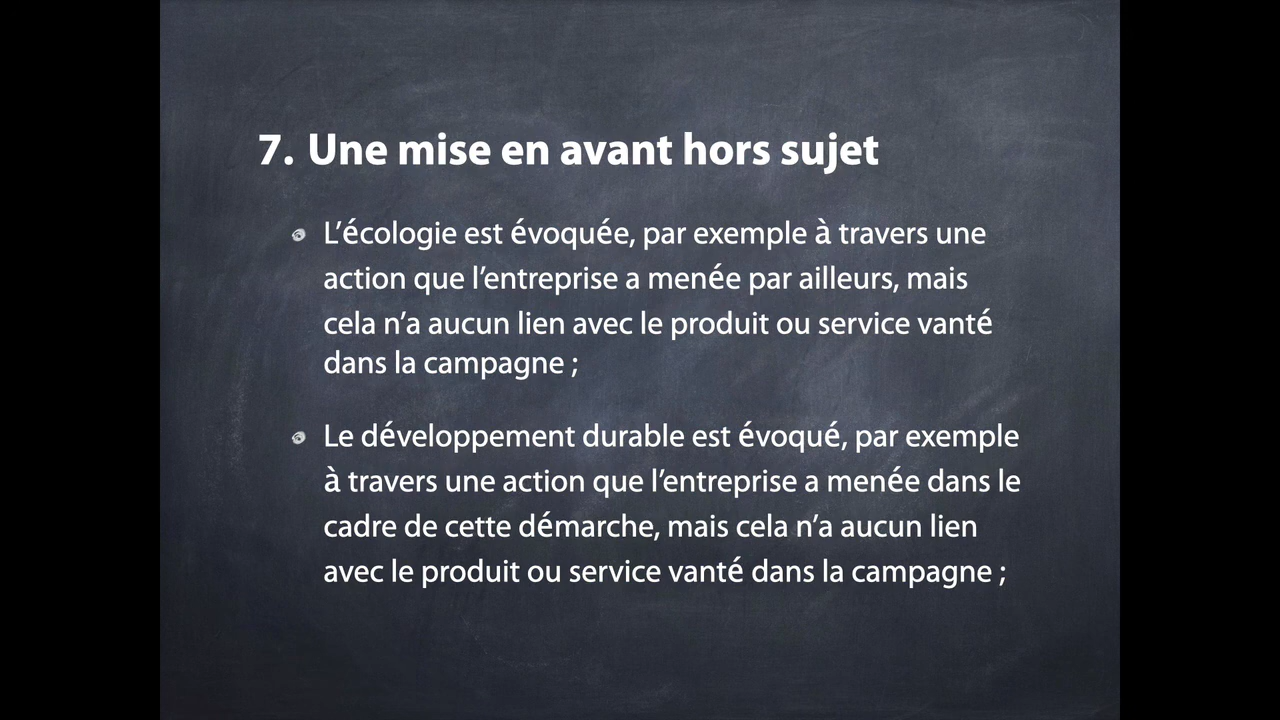 7. Une mise en avant hors sujet
L’écologie est évoquée, par exemple à travers une
action que l’entreprise a menée par ailleurs, mais
cela n’a aucun lien avec le produit ou service vanté
dans la campagne ;
Le développement durable est évoqué, par exemple
à travers une action que l’entreprise a menée dans le
cadre de cette démarche, mais cela n’a aucun lien
avec le produit ou service vanté dans la campagne ;